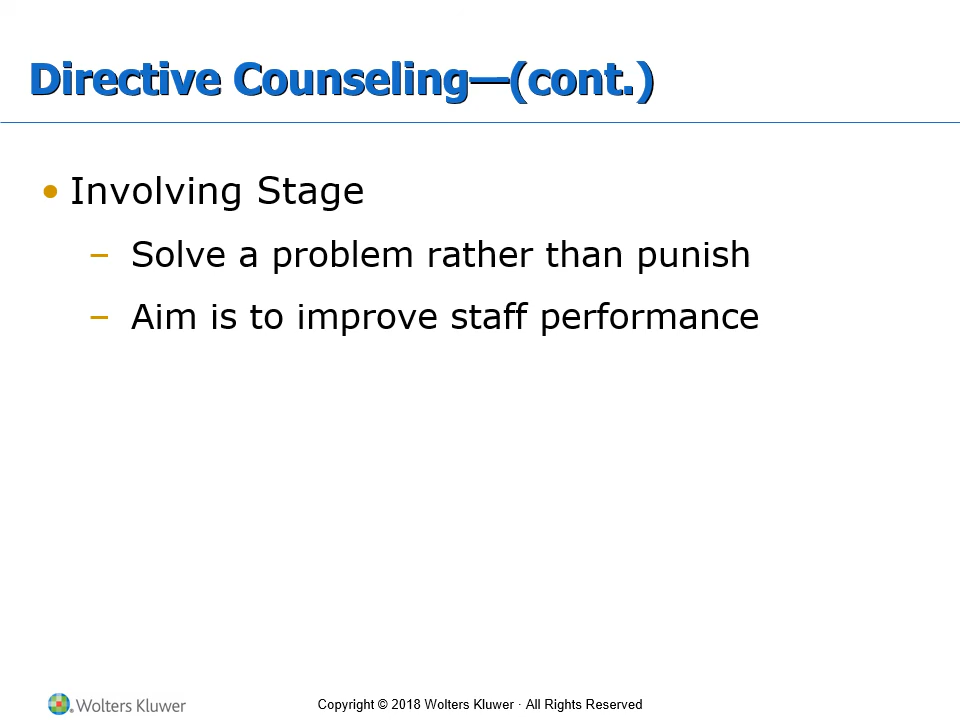 Directive Counseling—(cont.)
• Involving Stage
– Solve a problem rather than punish
– Aim is to improve staff performance
Wolters Kluwer
Copyright © 2018 Wolters Kluwer · All Rights Reserved